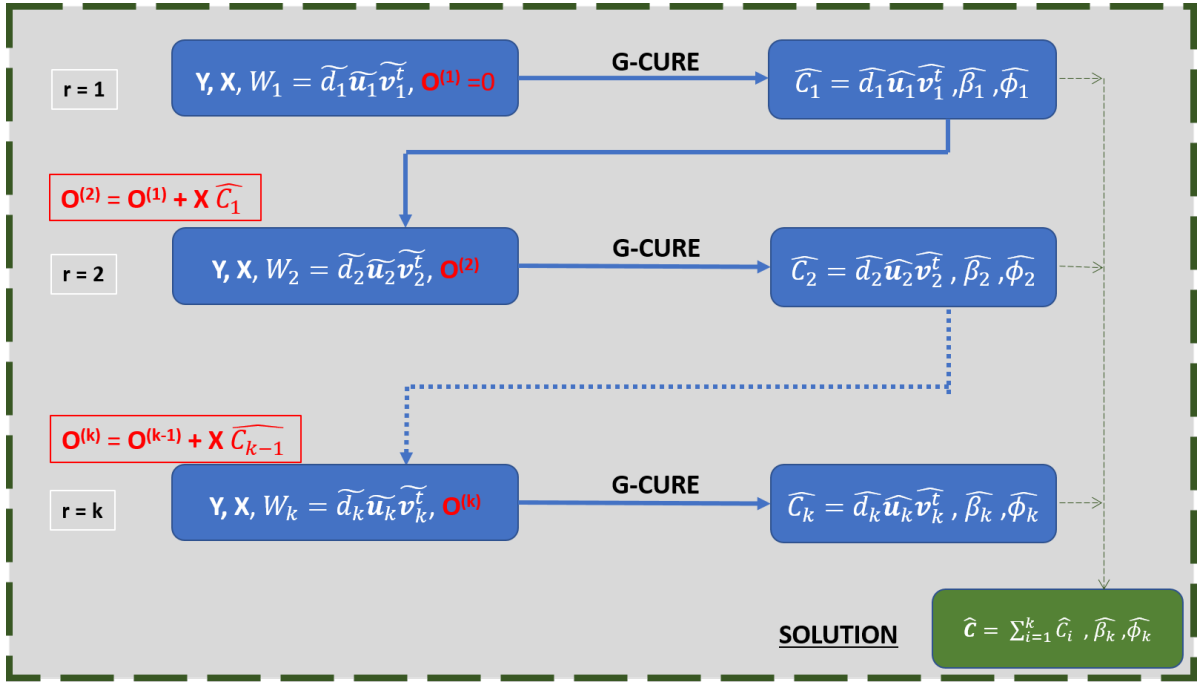 r = 1
Y, X, W₁ = d̃₁ũ₁ṽ₁ᵗ, O⁽¹⁾ =0
G-CURE
Ĉ₁ = d̂₁û₁v̂₁ᵗ ,β̂₁ ,ϕ̂₁
O⁽²⁾ = O⁽¹⁾ + X Ĉ₁
r = 2
Y, X, W₂ = d̃₂ũ₂ṽ₂ᵗ, O⁽²⁾
G-CURE
Ĉ₂ = d̂₂û₂v̂₂ᵗ , β̂₂ ,ϕ̂₂
O⁽ᵏ⁾ = O⁽ᵏ⁻¹⁾ + X Ĉₖ₋₁
r = k
Y, X, Wₖ = d̃ₖũₖṽₖᵗ, O⁽ᵏ⁾
G-CURE
Ĉₖ = d̂ₖûₖv̂ₖᵗ , β̂ₖ ,ϕ̂ₖ
SOLUTION
Ĉ = ∑ᵢ₌₁ᵏ Ĉᵢ , β̂ₖ ,ϕ̂ₖ